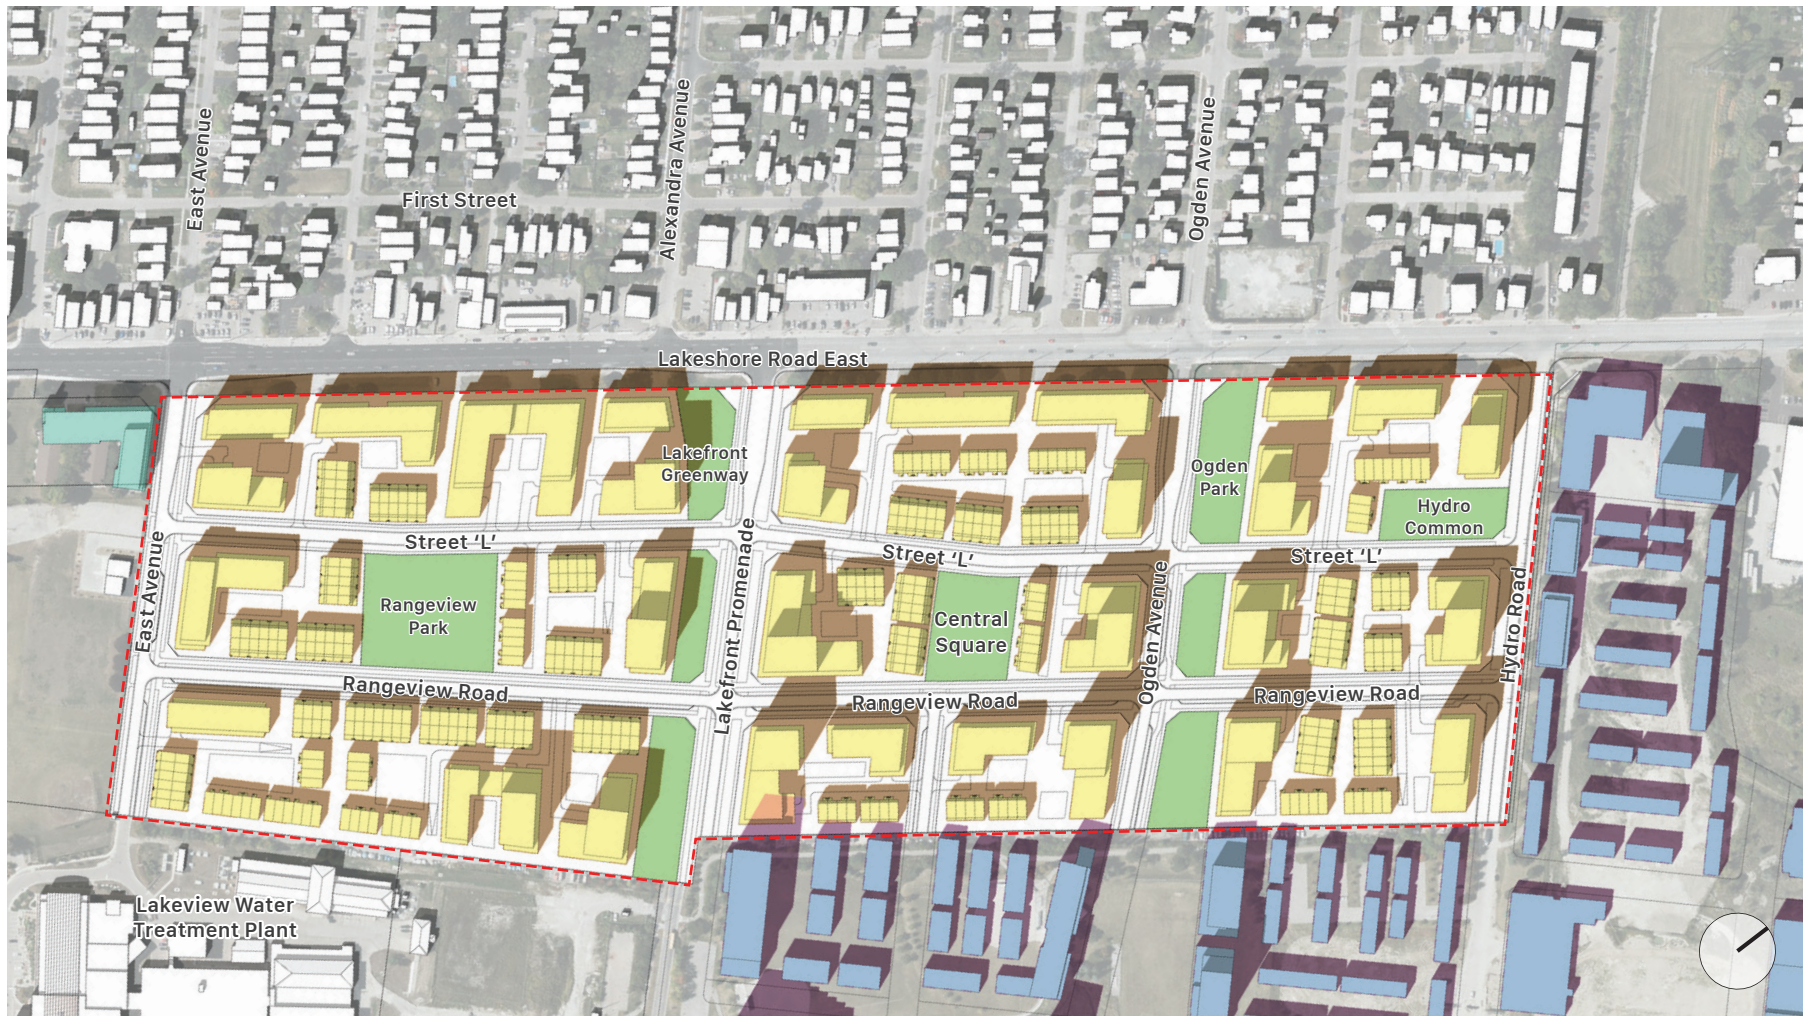 East Avenue
First Street
Alexandra Avenue
Ogden Avenue
Lakeshore Road East
Lakefront
Greenway
Ogden
Park
Hydro
Common
Street 'L'
Street 'L'
Street 'L'
East Avenue
Rangeview
Park
Lakefront Promenade
Central
Square
Ogden Avenue
Hydro Road
Rangeview Road
Rangeview Road
Rangeview Road
Lakeview Water
Treatment Plant